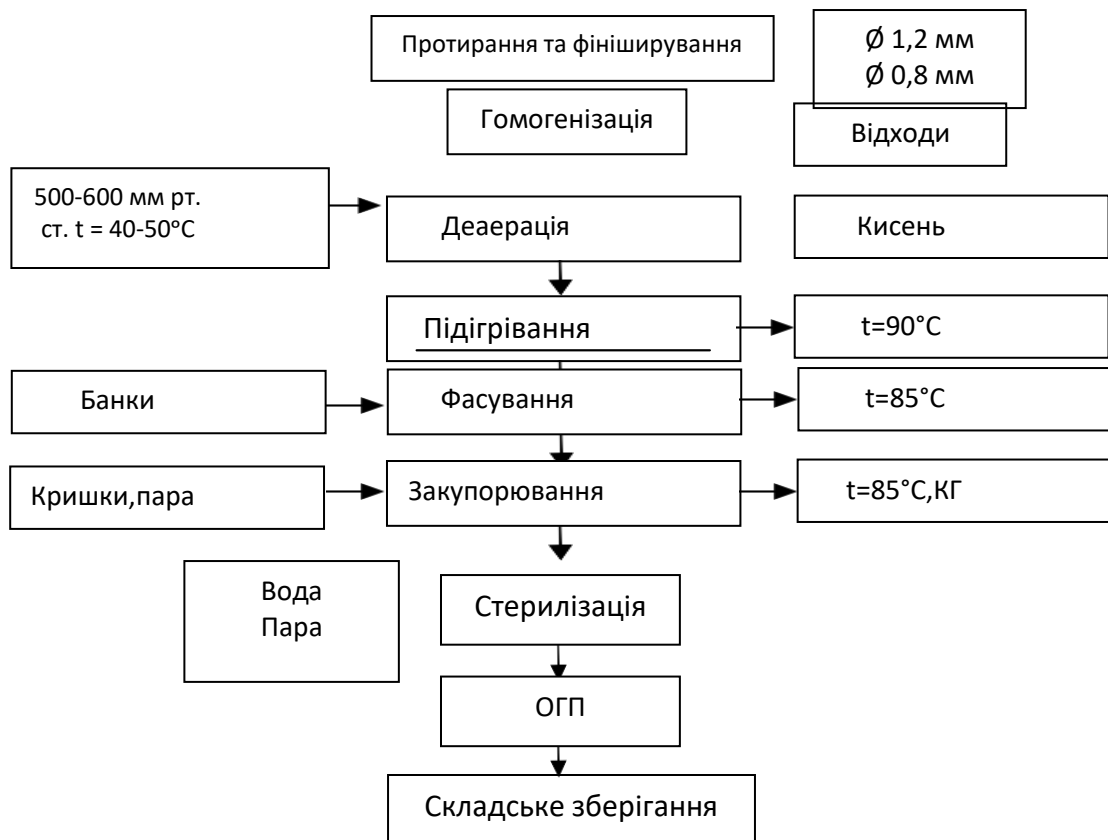 Протирання та фініширування
Ø 1,2 мм
Ø 0,8 мм
Гомогенізація
Відходи
500-600 мм рт.
ст. t = 40-50°C
Деаерація
Кисень
Підігрівання
t=90°C
Банки
Фасування
t=85°C
Кришки,пара
Закупорювання
t=85°C,КГ
Вода
Пара
Стерилізація
ОГП
Складське зберігання